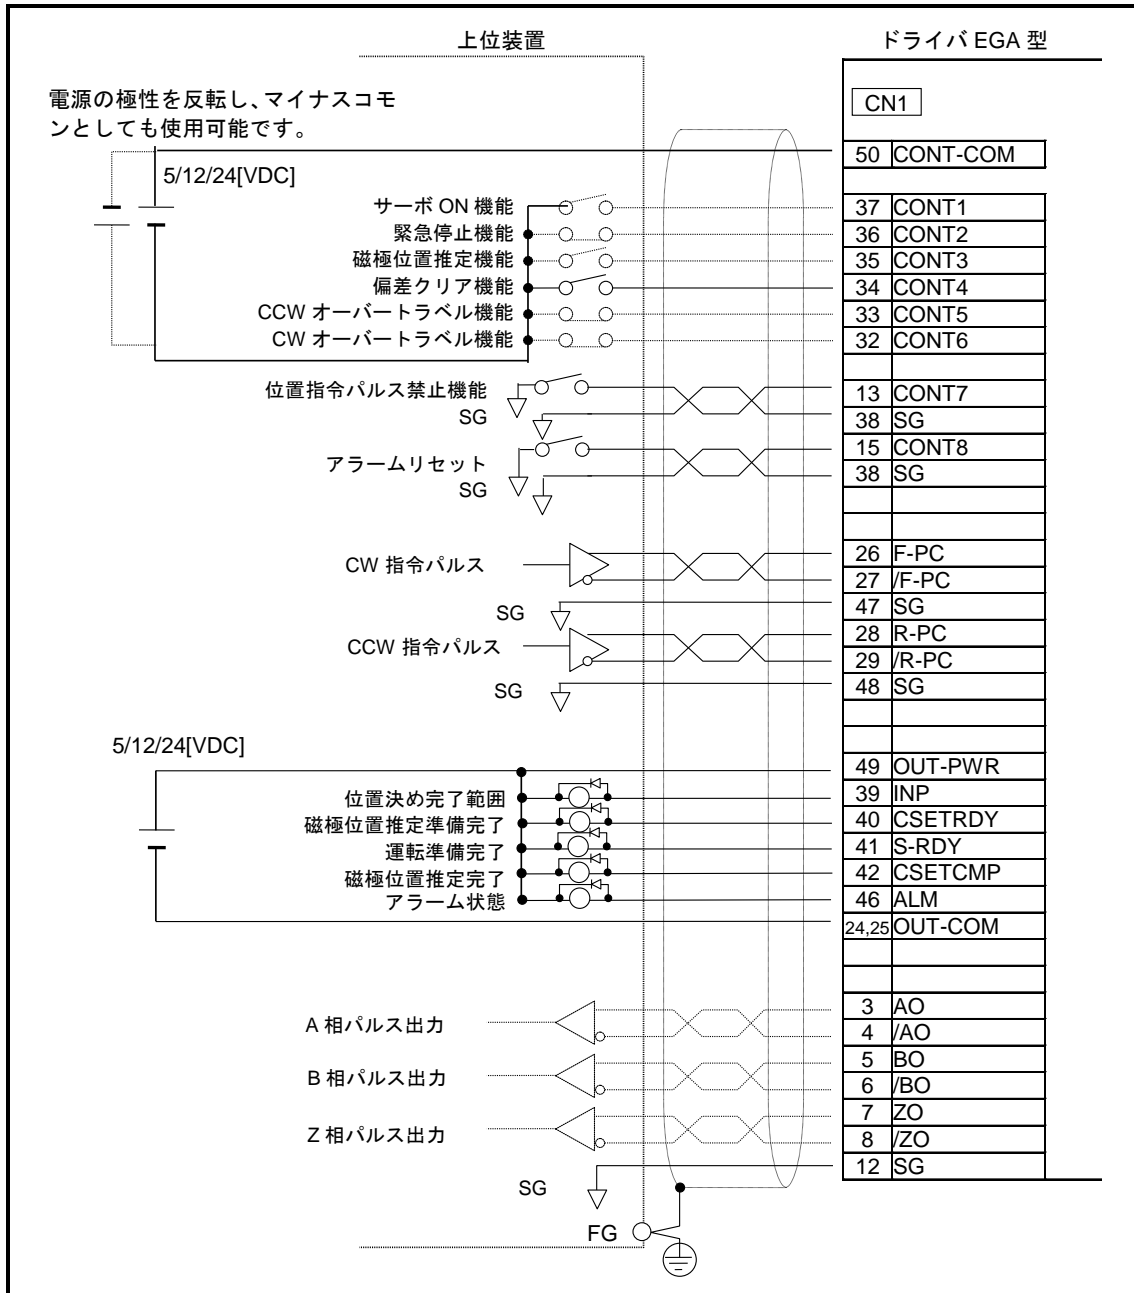 上位装置
ドライバ EGA 型
電源の極性を反転し、マイナスコモ
ンとしても使用可能です。
CN1
5/12/24[VDC]
50 CONT-COM
サーボ ON 機能 37 CONT1
緊急停止機能 36 CONT2
磁極位置推定機能 35 CONT3
偏差クリア機能 34 CONT4
CCW オーバートラベル機能 33 CONT5
CW オーバートラベル機能 32 CONT6
位置指令パルス禁止機能 13 CONT7
SG 38 SG
アラームリセット 15 CONT8
SG 38 SG
CW 指令パルス 26 F-PC
27 /F-PC
SG 47 SG
CCW 指令パルス 28 R-PC
29 /R-PC
SG 48 SG
5/12/24[VDC]
49 OUT-PWR
位置決め完了範囲 39 INP
磁極位置推定準備完了 40 CSETRDY
運転準備完了 41 S-RDY
磁極位置推定完了 42 CSETCMP
アラーム状態 46 ALM
24,25 OUT-COM
A 相パルス出力 3 AO
4 /AO
B 相パルス出力 5 BO
6 /BO
Z 相パルス出力 7 ZO
8 /ZO
SG 12 SG
FG